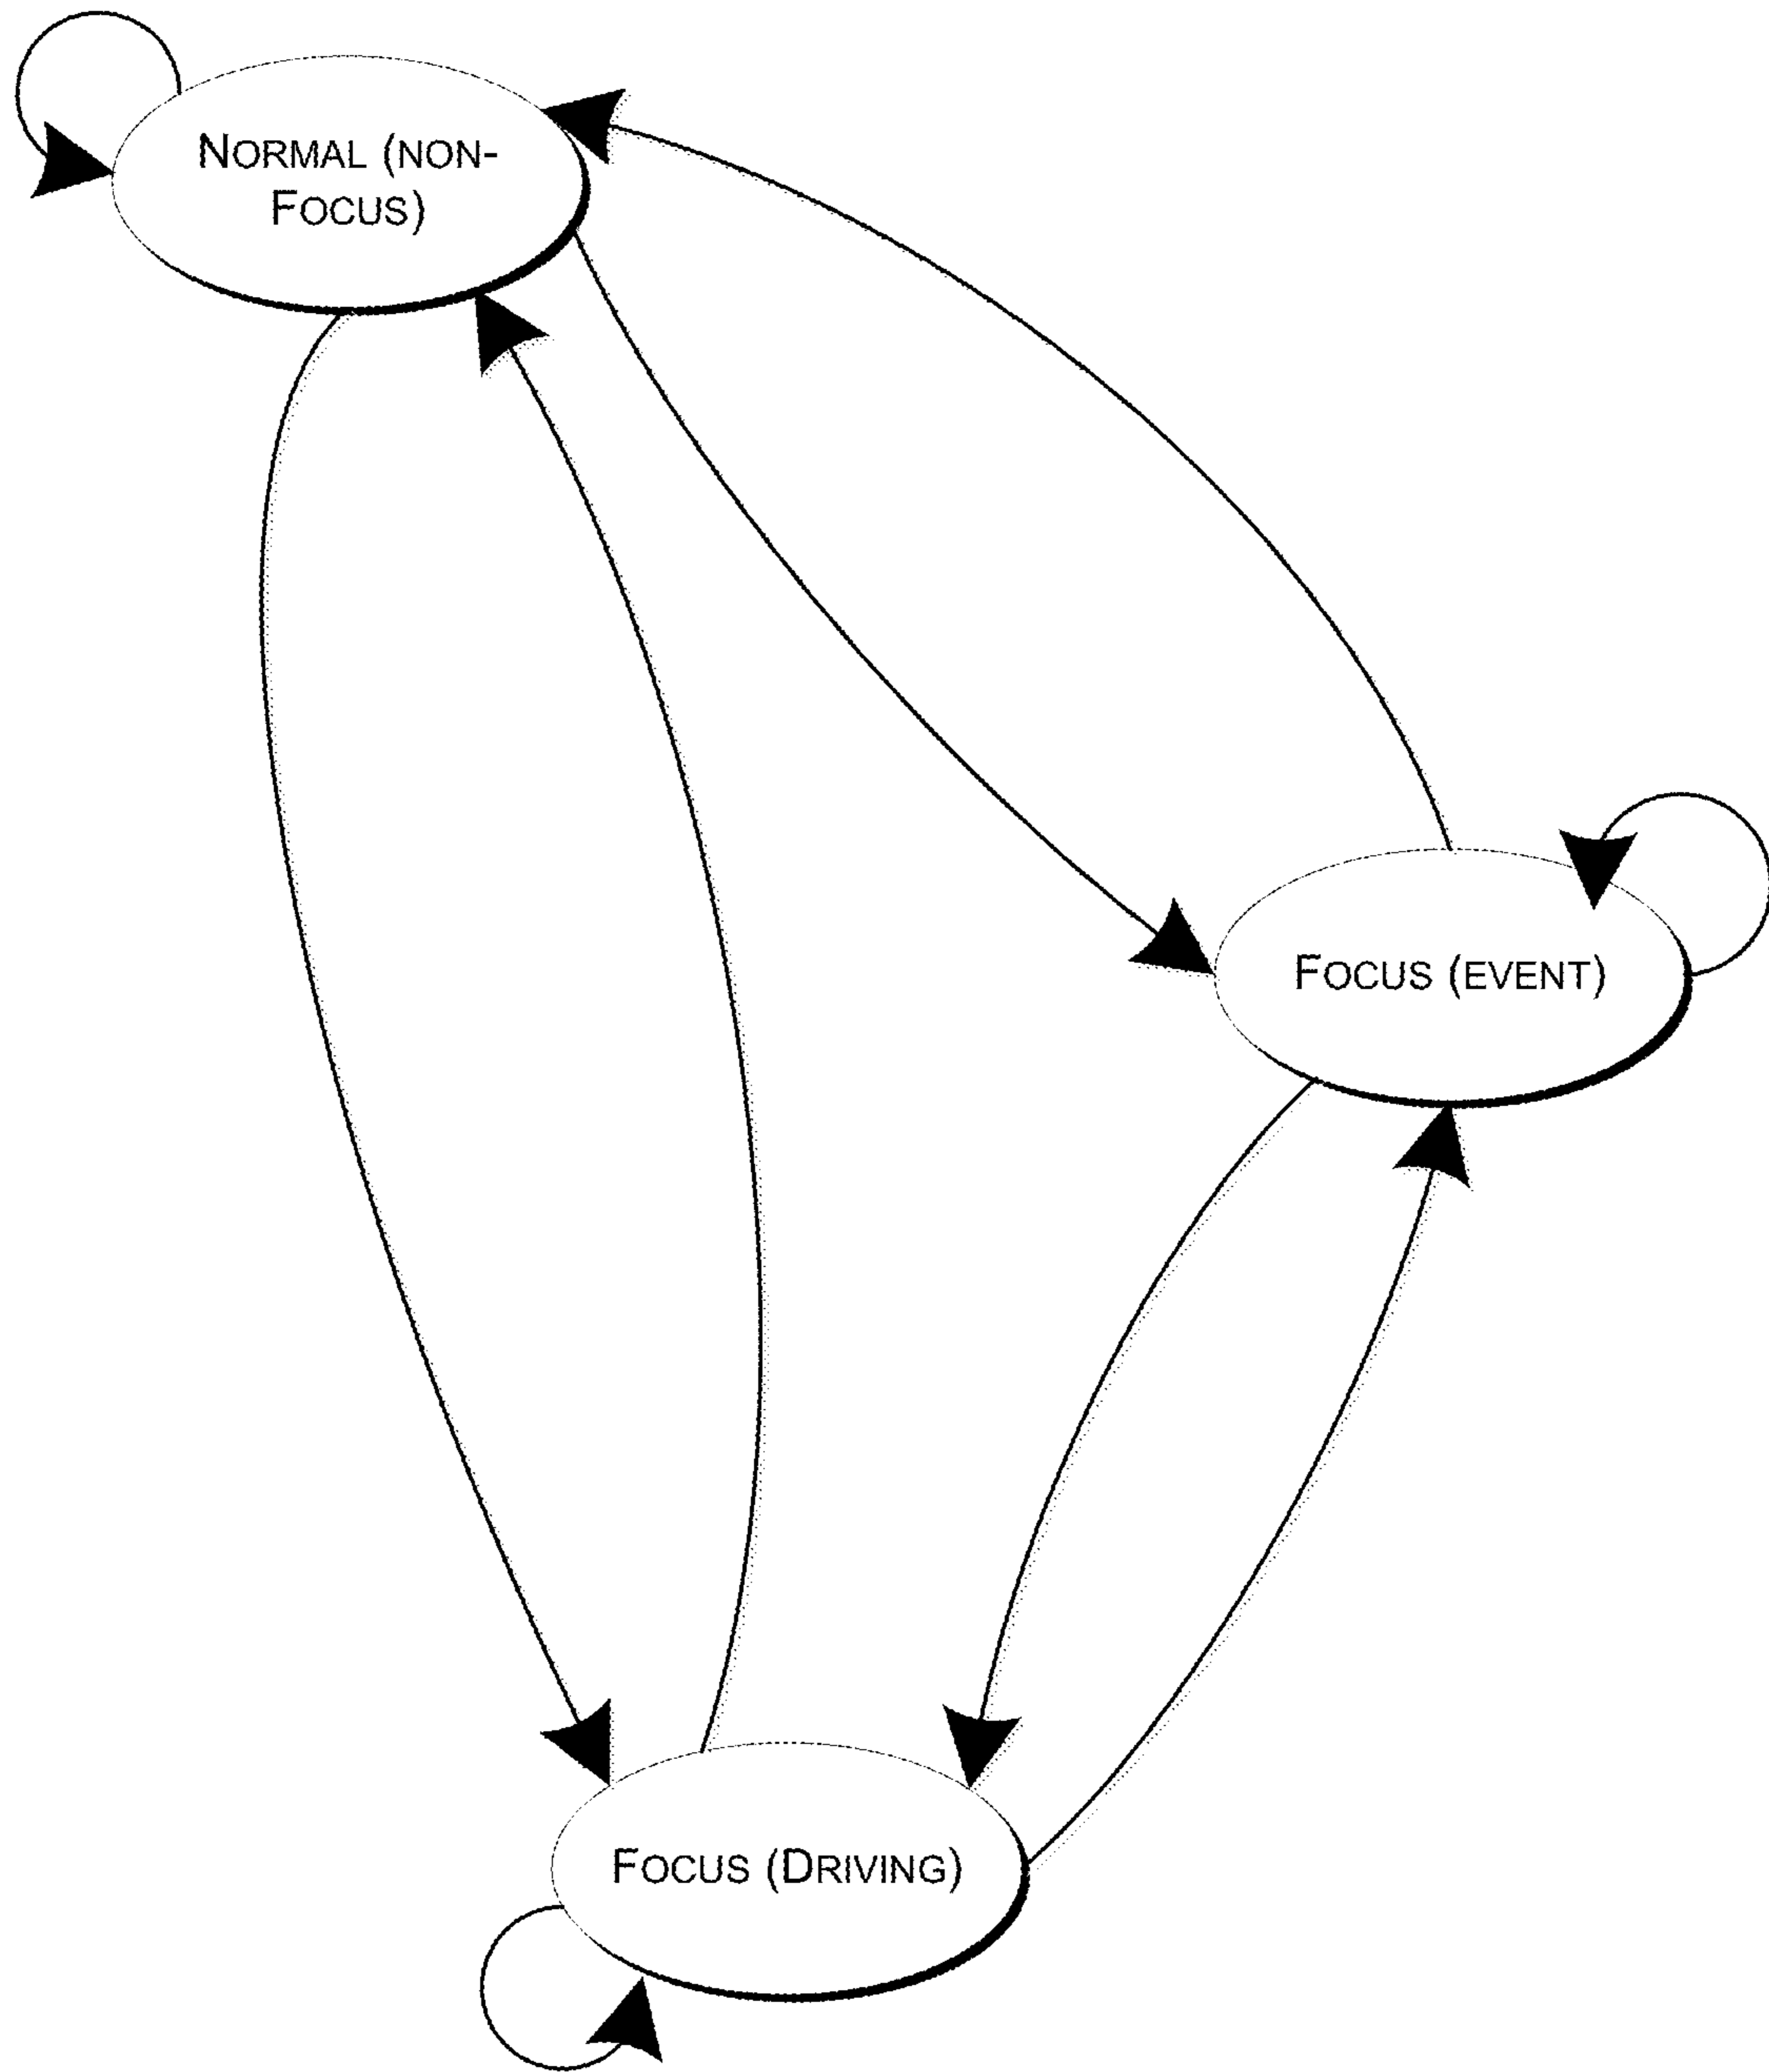 NORMAL (NON-
FOCUS)
FOCUS (EVENT)
FOCUS (DRIVING)